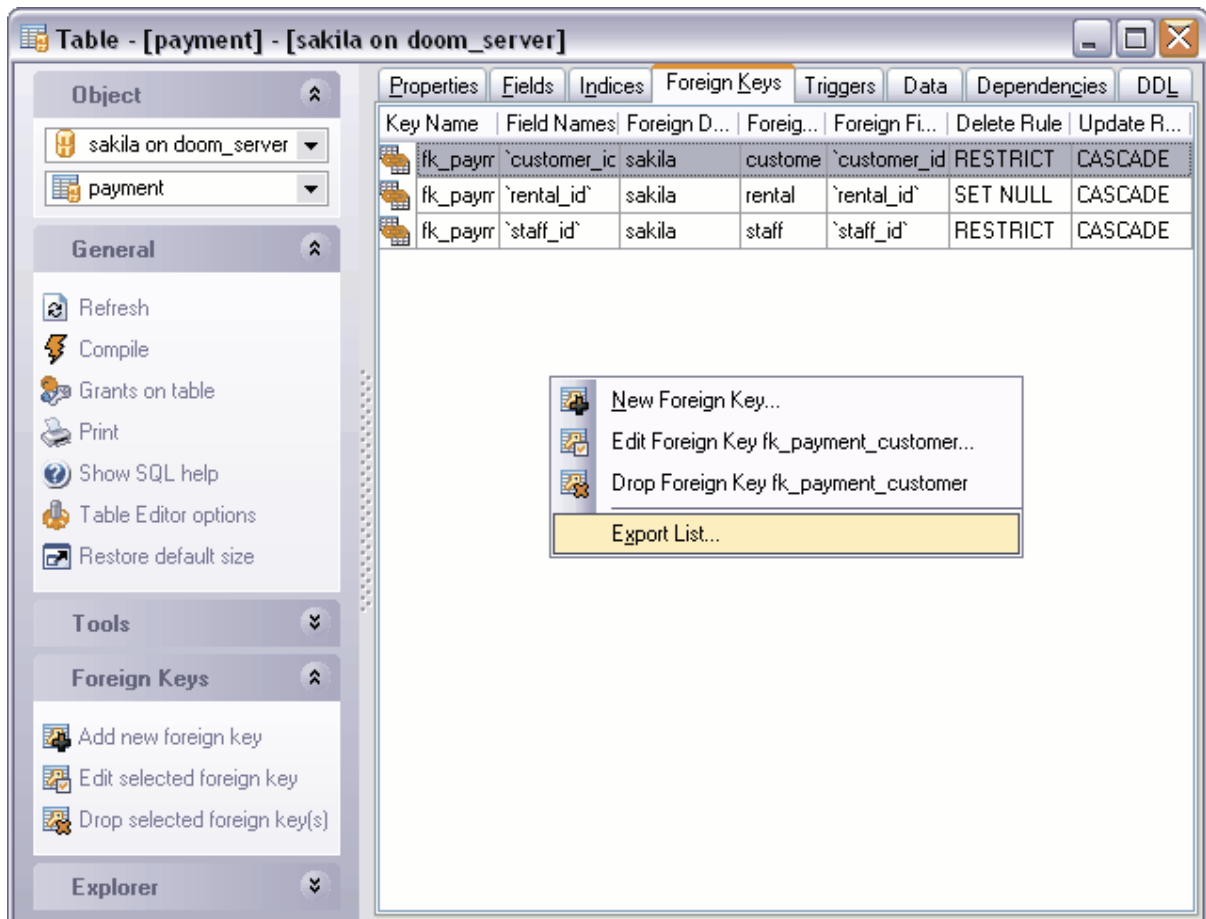 Table - [payment] - [sakila on doom_server]
Object
sakila on doom_server
payment
General
Refresh
Compile
Grants on table
Print
Show SQL help
Table Editor options
Restore default size
Tools
Foreign Keys
Add new foreign key
Edit selected foreign key
Drop selected foreign key(s)
Explorer
Properties Fields Indices Foreign Keys Triggers Data Dependencies DDL
Key Name Field Names Foreign D... Foreig... Foreign Fi... Delete Rule Update R...
fk_paym `customer_ic sakila custome `customer_id RESTRICT CASCADE
fk_paym `rental_id` sakila rental `rental_id` SET NULL CASCADE
fk_paym `staff_id` sakila staff `staff_id` RESTRICT CASCADE
New Foreign Key...
Edit Foreign Key fk_payment_customer...
Drop Foreign Key fk_payment_customer
Export List...